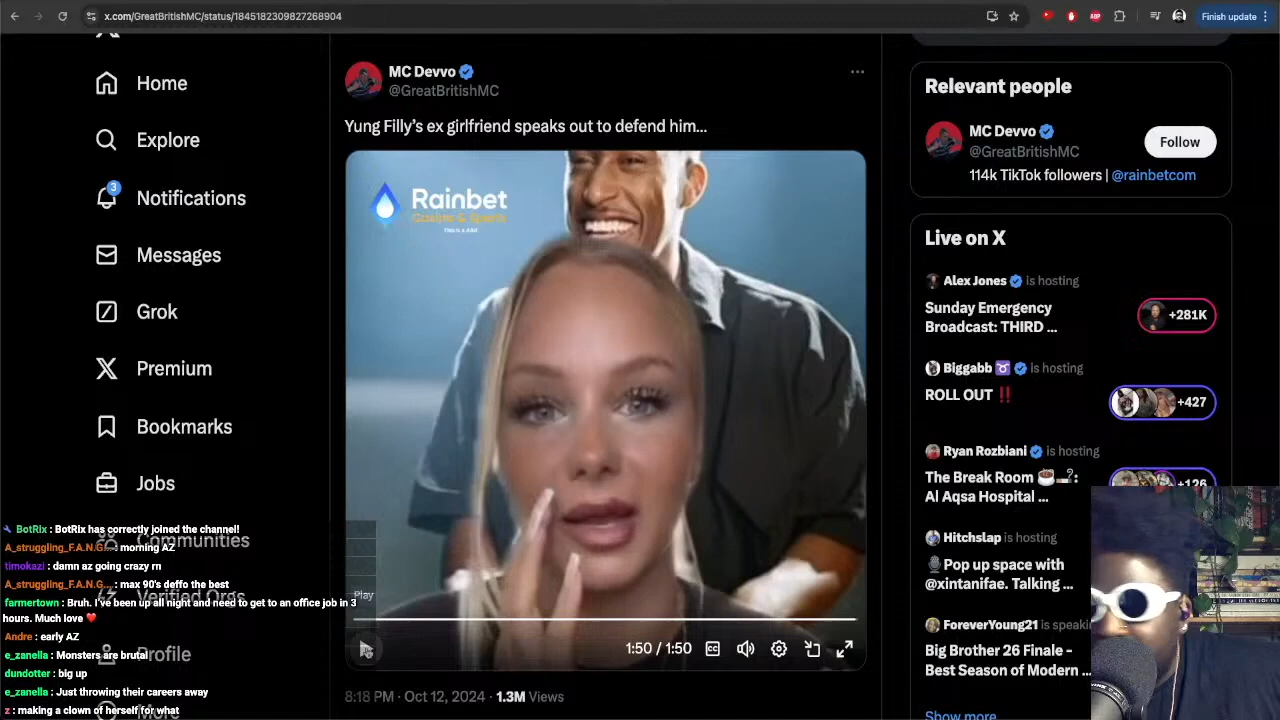 x.com/GreatBritishMC/status/1845182309827268904
Finish update
Home
Explore
3
Notifications
Messages
Grok
Premium
Bookmarks
Jobs
Communities
Verified Orgs
Profile
More
MC Devvo
@GreatBritishMC
Yung Filly's ex girlfriend speaks out to defend him...
Rainbet
Casino & Sports
This is a Ad!
Play
1:50 / 1:50
8:18 PM · Oct 12, 2024 · 1.3M Views
Relevant people
MC Devvo
@GreatBritishMC
Follow
114k TikTok followers | @rainbetcom
Live on X
Alex Jones is hosting
Sunday Emergency
Broadcast: THIRD ...
+281K
Biggabb is hosting
ROLL OUT ‼️
+427
Ryan Rozbiani is hosting
The Break Room
Al Aqsa Hospital ...
+126
Hitchslap is hosting
Pop up space with
@xintanifae. Talking ...
ForeverYoung21 is speaki
Big Brother 26 Finale -
Best Season of Modern ...
Show more
BotRix : BotRix has correctly joined the channel!
A_struggling_F.A.N.G... : morning AZ
timokazi : damn az going crazy rn
A_struggling_F.A.N.G... : max 90's deffo the best
farmertown : Bruh. I've been up all night and need to get to an office job in 3
hours. Much love ❤️
Andre : early AZ
e_zanella : Monsters are brutal
dundotter : big up
e_zanella : Just throwing their careers away
z : making a clown of herself for what